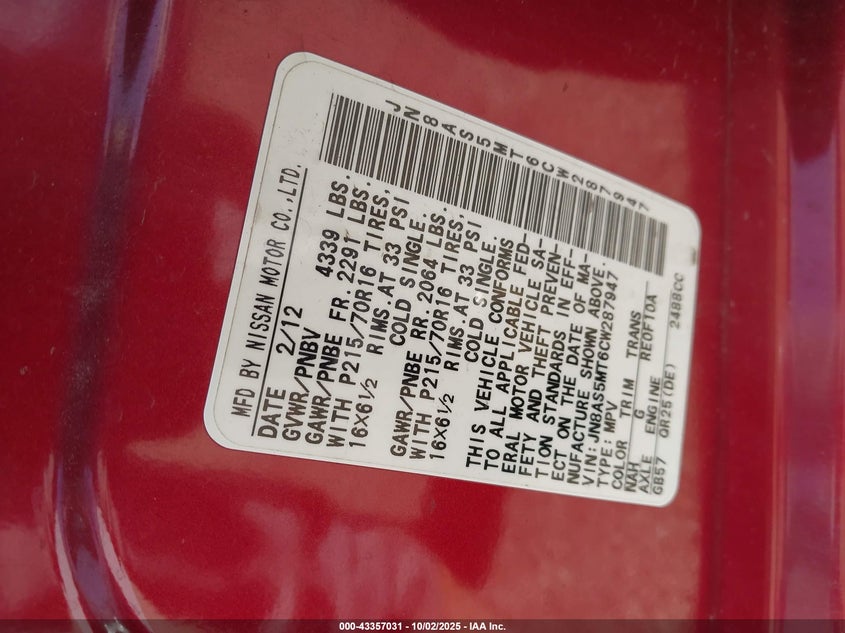 MFD BY NISSAN MOTOR CO.,LTD.
DATE 2/12
GVWR/PNBV 4339 LBS.
GAWR/PNBE FR.2291 LBS.
WITH P215/70R16 TIRES,
16X6½ RIMS AT 33 PSI
COLD SINGLE.
GAWR/PNBE RR.2064 LBS.
WITH P215/70R16 TIRES,
16X6½ RIMS AT 33 PSI
COLD SINGLE.
THIS VEHICLE CONFORMS
TO ALL APPLICABLE FED-
ERAL MOTOR VEHICLE SA-
FETY AND THEFT PREVEN-
TION STANDARDS IN EFF-
ECT ON THE DATE OF MA-
NUFACTURE SHOWN ABOVE.
VIN:JN8AS5MT6CW287947
TYPE:MPV
COLOR TRIM TRANS
NAH G RE0F10A
AXLE ENGINE
GB57 QR25(DE) 2488CC
JN8AS5MT6CW287947
000-43357031 - 10/02/2025 - IAA Inc.